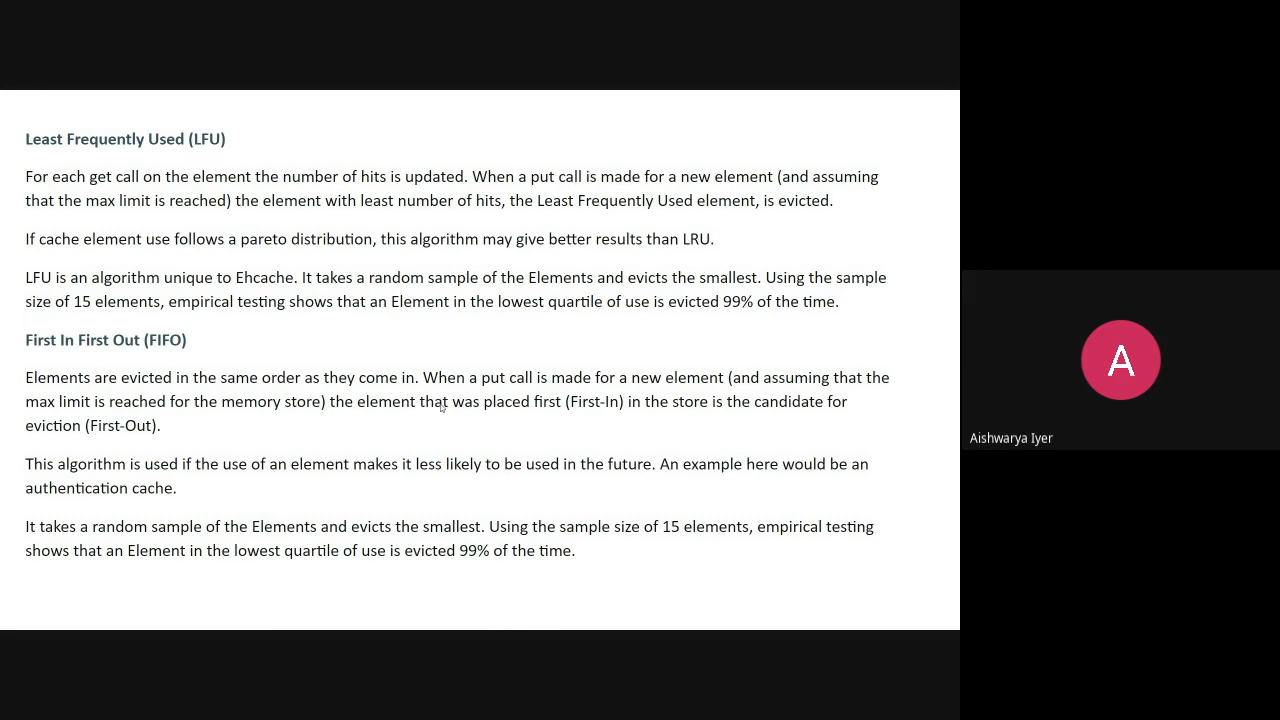 Least Frequently Used (LFU)
For each get call on the element the number of hits is updated. When a put call is made for a new element (and assuming
that the max limit is reached) the element with least number of hits, the Least Frequently Used element, is evicted.
If cache element use follows a pareto distribution, this algorithm may give better results than LRU.
LFU is an algorithm unique to Ehcache. It takes a random sample of the Elements and evicts the smallest. Using the sample
size of 15 elements, empirical testing shows that an Element in the lowest quartile of use is evicted 99% of the time.
First In First Out (FIFO)
Elements are evicted in the same order as they come in. When a put call is made for a new element (and assuming that the
max limit is reached for the memory store) the element that was placed first (First-In) in the store is the candidate for
eviction (First-Out).
This algorithm is used if the use of an element makes it less likely to be used in the future. An example here would be an
authentication cache.
It takes a random sample of the Elements and evicts the smallest. Using the sample size of 15 elements, empirical testing
shows that an Element in the lowest quartile of use is evicted 99% of the time.
A
Aishwarya Iyer